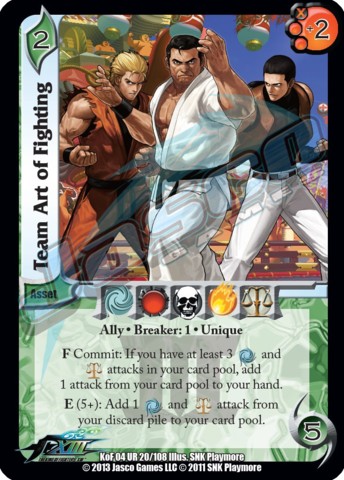 2
+2
Team Art of Fighting
Asset
Ally • Breaker: 1 • Unique
F Commit: If you have at least 3 and
attacks in your card pool, add
1 attack from your card pool to your hand.
E (5+): Add 1 and attack from
your discard pile to your card pool.
XIII
5
Kof_04 UR 20/108 Illus. SNK Playmore
© 2013 Jasco Games LLC © 2011 SNK Playmore